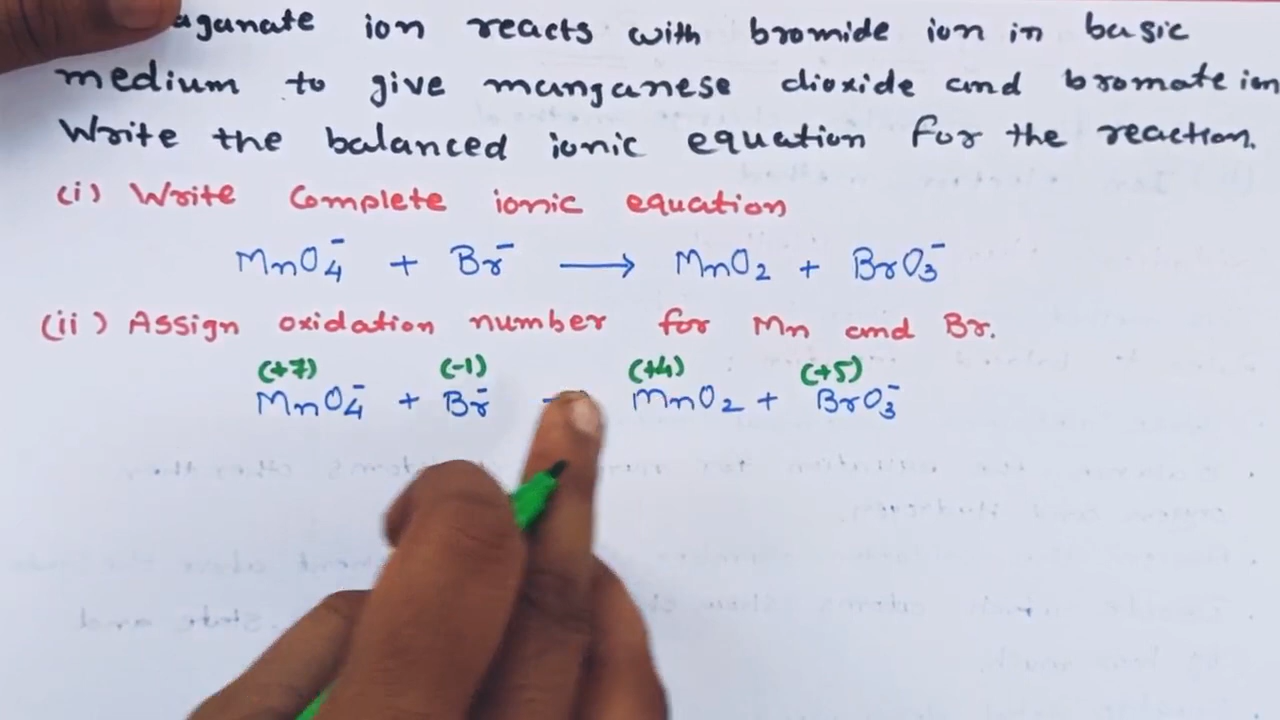 aganate ion reacts with bromide ion in basic
medium to give manganese dioxide and bromate ion
Write the balanced ionic equation for the reaction.
(i) Write Complete ionic equation
MnO₄⁻ + Br⁻ ⟶ MnO₂ + BrO₃⁻
(ii) Assign oxidation number for Mn and Br.
(+7) (-1) (+4) (+5)
MnO₄⁻ + Br⁻ MnO₂ + BrO₃⁻